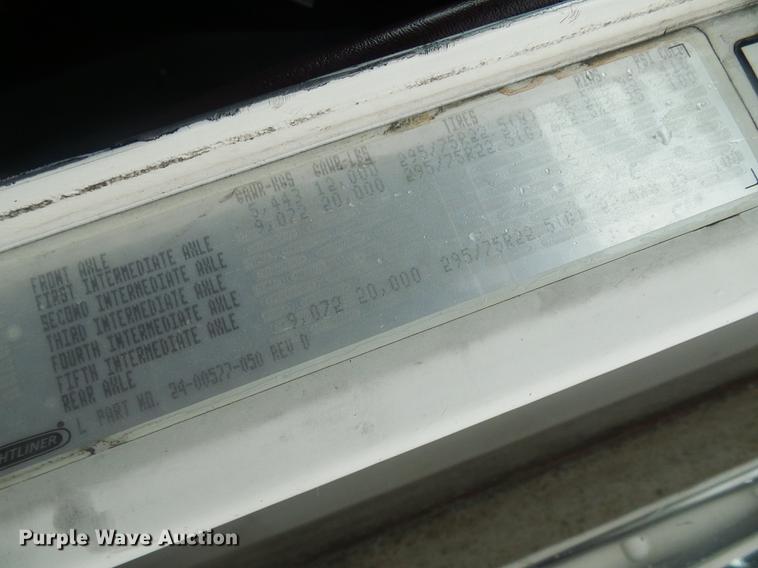 GAWR-KGS GAWR-LBS TIRES
FRONT AXLE 5,443 12,000 295/75R22.5(G)
FIRST INTERMEDIATE AXLE 9,072 20,000 295/75R22.5(G)
SECOND INTERMEDIATE AXLE
THIRD INTERMEDIATE AXLE
FOURTH INTERMEDIATE AXLE
FIFTH INTERMEDIATE AXLE
REAR AXLE 9,072 20,000 295/75R22.5(G)
L PART NO. 24-00577-050 REV D
HTLINER®
Purple Wave Auction